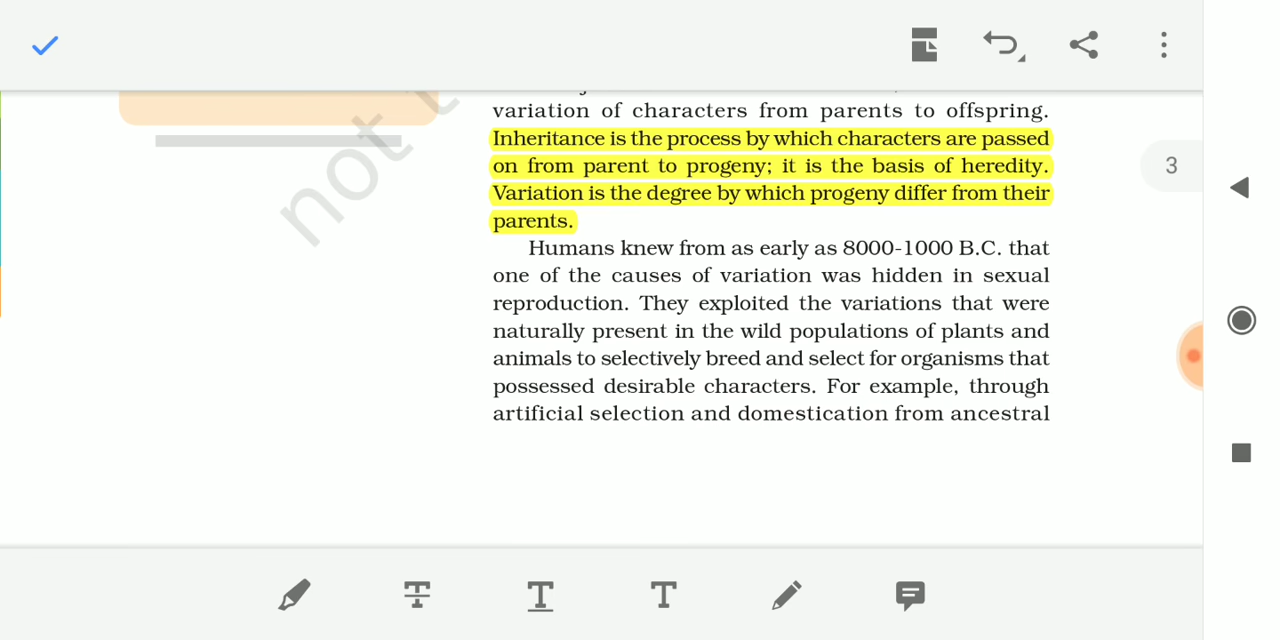 variation of characters from parents to offspring.
Inheritance is the process by which characters are passed
on from parent to progeny; it is the basis of heredity.
Variation is the degree by which progeny differ from their
parents.
Humans knew from as early as 8000-1000 B.C. that
one of the causes of variation was hidden in sexual
reproduction. They exploited the variations that were
naturally present in the wild populations of plants and
animals to selectively breed and select for organisms that
possessed desirable characters. For example, through
artificial selection and domestication from ancestral
not
3